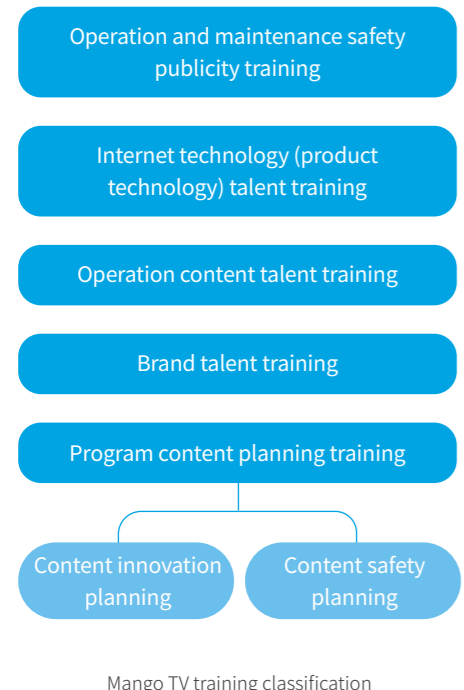 Operation and maintenance safety
publicity training
Internet technology (product
technology) talent training
Operation content talent training
Brand talent training
Program content planning training
Content innovation
planning
Content safety
planning
Mango TV training classification